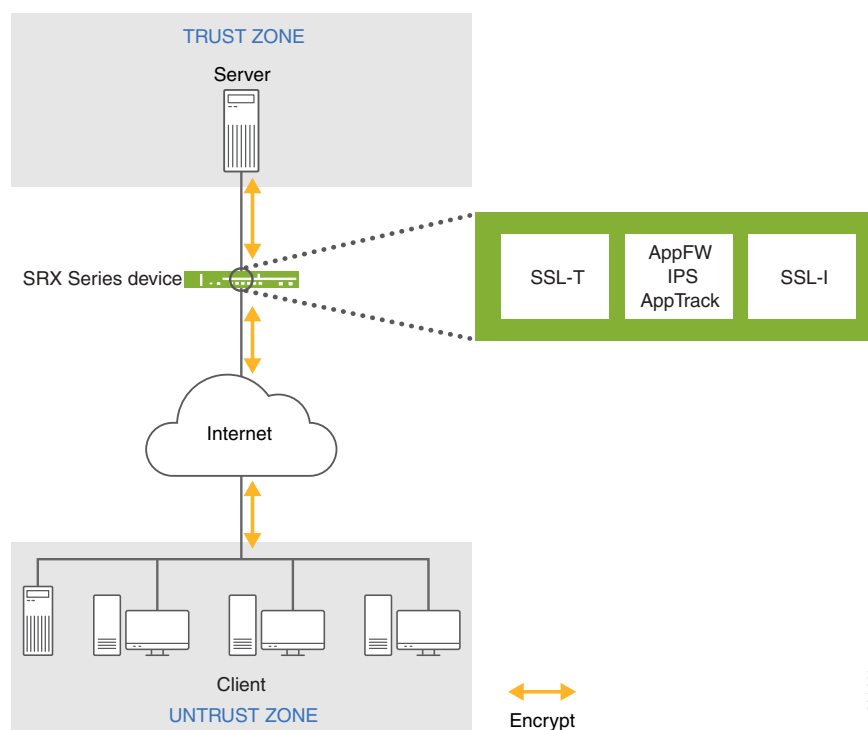 TRUST ZONE
Server
SRX Series device
SSL-T
AppFW
IPS
AppTrack
SSL-I
Internet
Client
UNTRUST ZONE
Encrypt